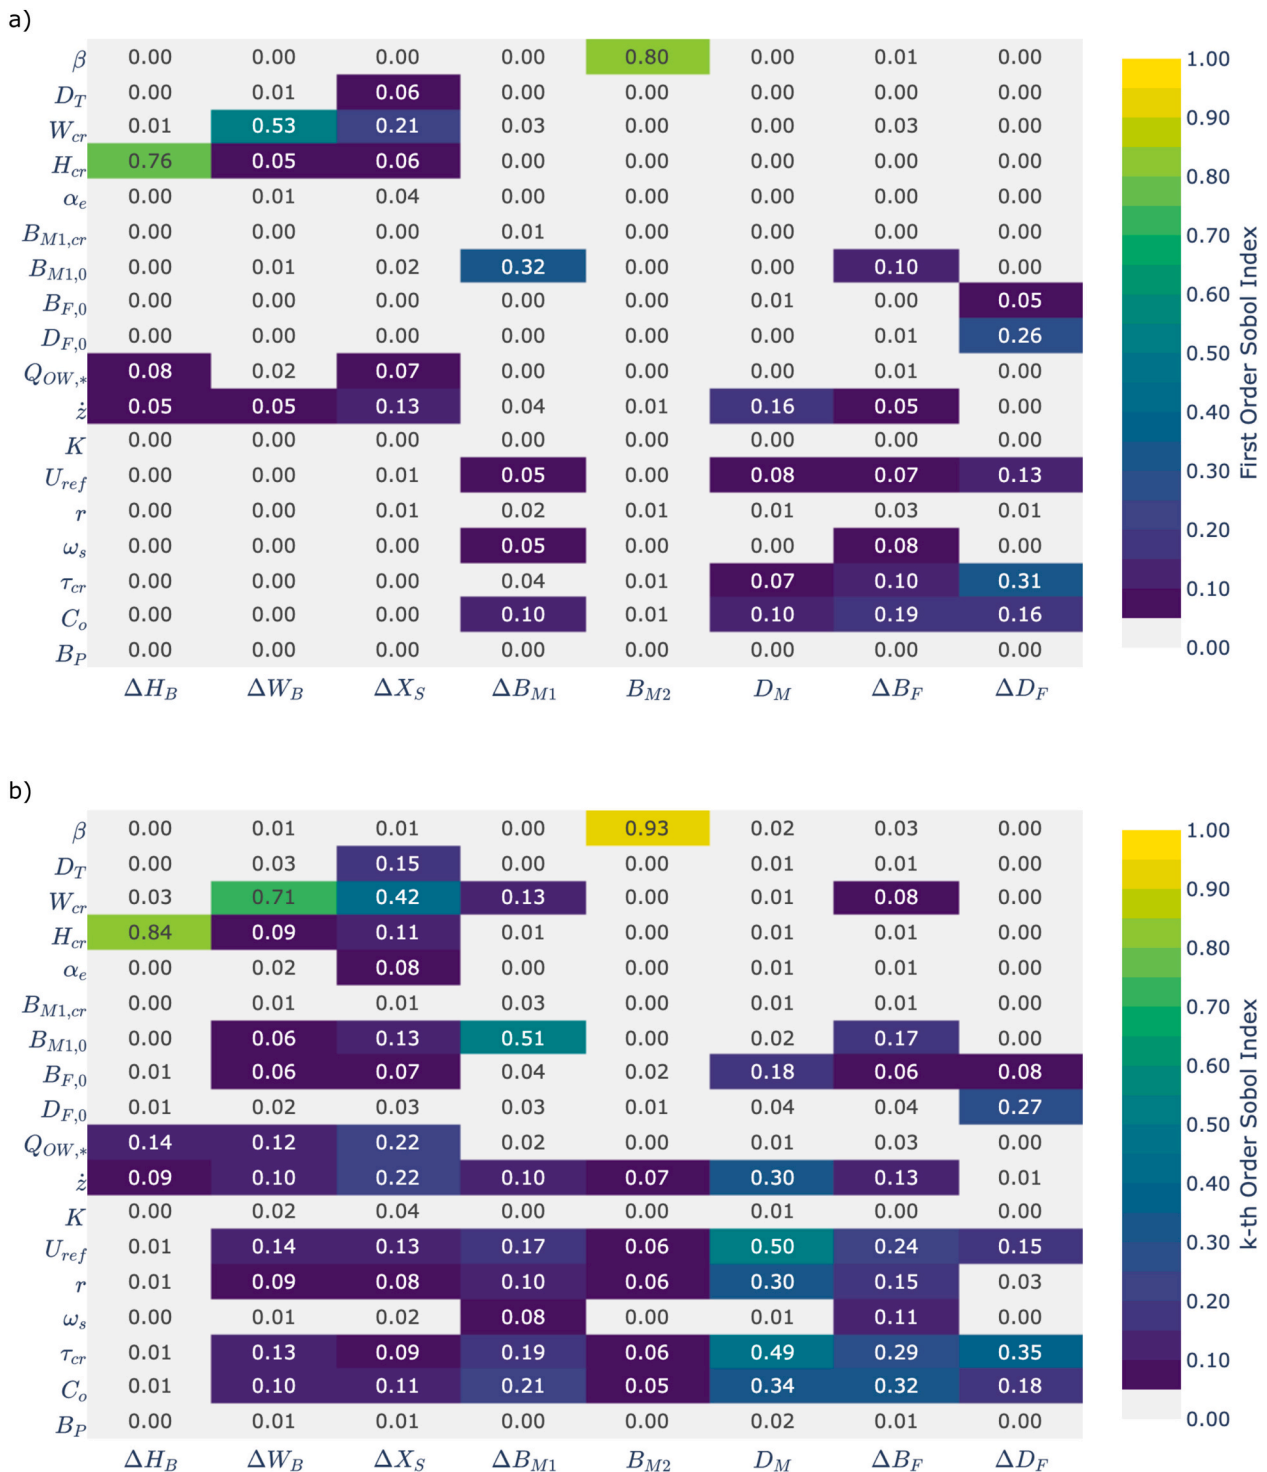 a)
β 0.00 0.00 0.00 0.00 0.80 0.00 0.01 0.00
D_T 0.00 0.01 0.06 0.00 0.00 0.00 0.00 0.00
W_cr 0.01 0.53 0.21 0.03 0.00 0.00 0.03 0.00
H_cr 0.76 0.05 0.06 0.00 0.00 0.00 0.00 0.00
α_e 0.00 0.01 0.04 0.00 0.00 0.00 0.00 0.00
B_M1,cr 0.00 0.00 0.00 0.01 0.00 0.00 0.00 0.00
B_M1,0 0.00 0.01 0.02 0.32 0.00 0.00 0.10 0.00
B_F,0 0.00 0.00 0.00 0.00 0.00 0.01 0.00 0.05
D_F,0 0.00 0.00 0.00 0.00 0.00 0.00 0.01 0.26
Q_OW,* 0.08 0.02 0.07 0.00 0.00 0.00 0.01 0.00
ż 0.05 0.05 0.13 0.04 0.01 0.16 0.05 0.00
K 0.00 0.00 0.00 0.00 0.00 0.00 0.00 0.00
U_ref 0.00 0.00 0.01 0.05 0.00 0.08 0.07 0.13
r 0.00 0.00 0.01 0.02 0.01 0.01 0.03 0.01
ω_s 0.00 0.00 0.00 0.05 0.00 0.00 0.08 0.00
τ_cr 0.00 0.00 0.00 0.04 0.01 0.07 0.10 0.31
C_o 0.00 0.00 0.00 0.10 0.01 0.10 0.19 0.16
B_P 0.00 0.00 0.00 0.00 0.00 0.00 0.00 0.00
ΔH_B ΔW_B ΔX_S ΔB_M1 B_M2 D_M ΔB_F ΔD_F
1.00
0.90
0.80
0.70
0.60
0.50
0.40
0.30
0.20
0.10
0.00
First Order Sobol Index
b)
β 0.00 0.01 0.01 0.00 0.93 0.02 0.03 0.00
D_T 0.00 0.03 0.15 0.00 0.00 0.01 0.01 0.00
W_cr 0.03 0.71 0.42 0.13 0.00 0.01 0.08 0.00
H_cr 0.84 0.09 0.11 0.01 0.00 0.01 0.01 0.00
α_e 0.00 0.02 0.08 0.00 0.00 0.01 0.01 0.00
B_M1,cr 0.00 0.01 0.01 0.03 0.00 0.01 0.01 0.00
B_M1,0 0.00 0.06 0.13 0.51 0.00 0.02 0.17 0.00
B_F,0 0.01 0.06 0.07 0.04 0.02 0.18 0.06 0.08
D_F,0 0.01 0.02 0.03 0.03 0.01 0.04 0.04 0.27
Q_OW,* 0.14 0.12 0.22 0.02 0.00 0.01 0.03 0.00
ż 0.09 0.10 0.22 0.10 0.07 0.30 0.13 0.01
K 0.00 0.02 0.04 0.00 0.00 0.01 0.00 0.00
U_ref 0.01 0.14 0.13 0.17 0.06 0.50 0.24 0.15
r 0.01 0.09 0.08 0.10 0.06 0.30 0.15 0.03
ω_s 0.00 0.01 0.02 0.08 0.00 0.01 0.11 0.00
τ_cr 0.01 0.13 0.09 0.19 0.06 0.49 0.29 0.35
C_o 0.01 0.10 0.11 0.21 0.05 0.34 0.32 0.18
B_P 0.00 0.01 0.01 0.00 0.00 0.02 0.01 0.00
ΔH_B ΔW_B ΔX_S ΔB_M1 B_M2 D_M ΔB_F ΔD_F
1.00
0.90
0.80
0.70
0.60
0.50
0.40
0.30
0.20
0.10
0.00
k-th Order Sobol Index